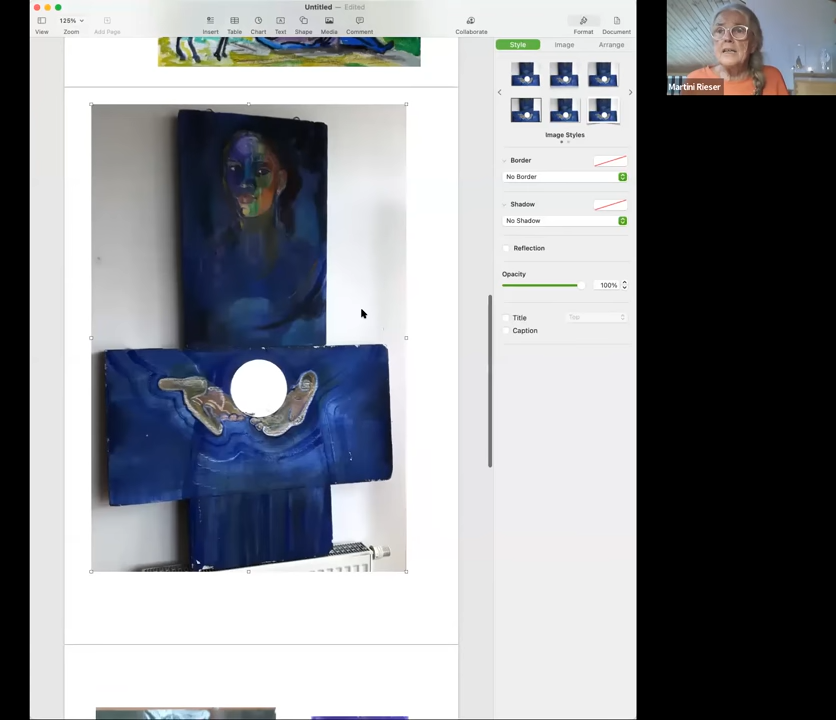 Untitled — Edited
125%
View
Zoom
Add Page
Insert
Table
Chart
Text
Shape
Media
Comment
Collaborate
Format
Document
Style
Image
Arrange
Image Styles
Border
No Border
Shadow
No Shadow
Reflection
Opacity
100%
Title
Top
Caption
Martini Rieser